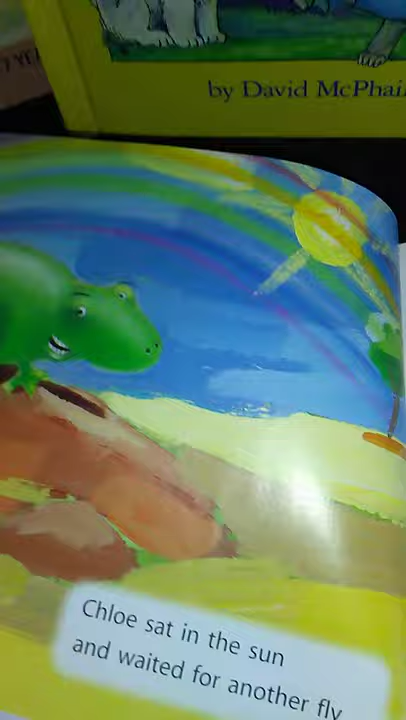 by David McPhail
Chloe sat in the sun
and waited for another fly